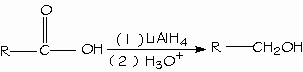 O
R C OH (1) LiAlH4 R CH2OH
(2) H3O+